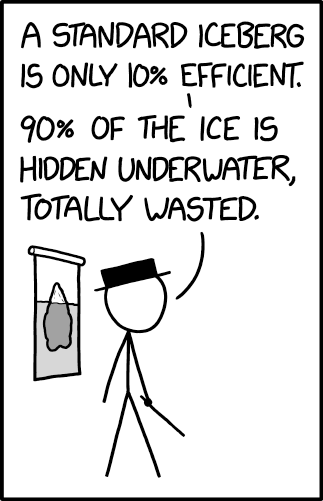 A STANDARD ICEBERG
IS ONLY 10% EFFICIENT.
90% OF THE ICE IS
HIDDEN UNDERWATER,
TOTALLY WASTED.